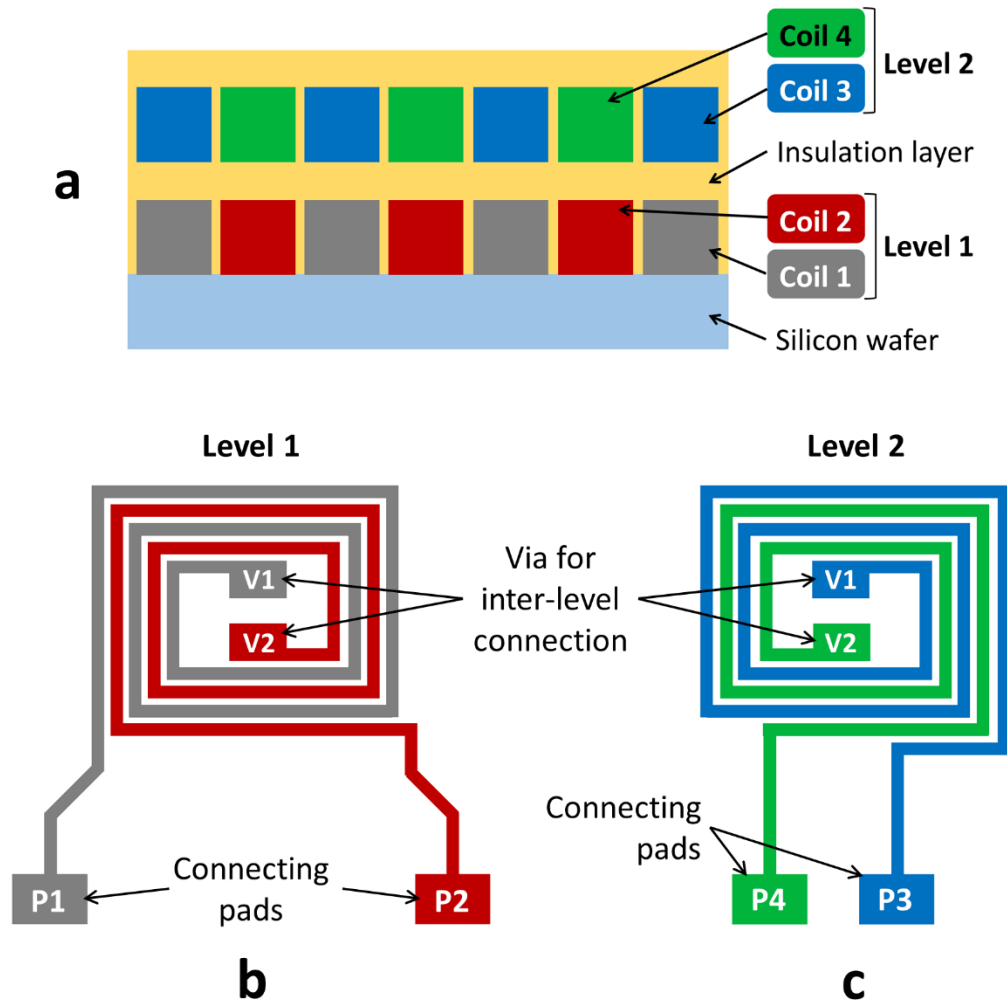 Coil 4
Level 2
Coil 3
Insulation layer
a
Coil 2
Level 1
Coil 1
Silicon wafer
Level 1
Level 2
V1
V2
Via for
inter-level
connection
V1
V2
Connecting
pads
P1
P2
Connecting
pads
P4
P3
b
c